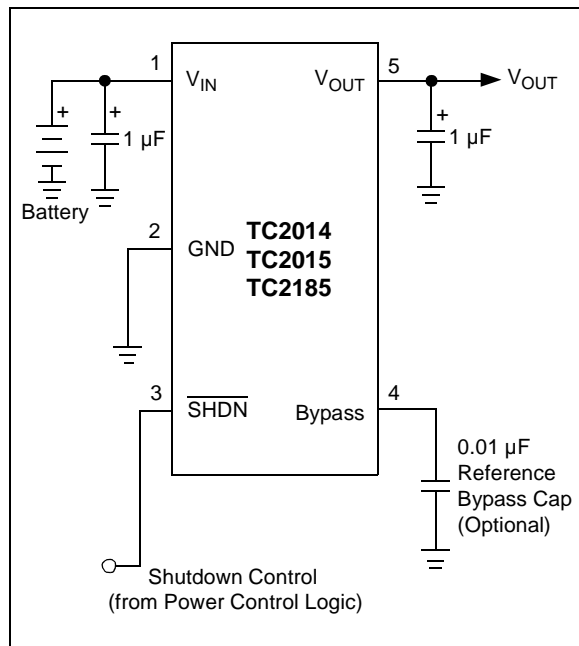 1
V_IN
V_OUT
5
V_OUT
+
+
+
1 µF
1 µF
Battery
2
GND
TC2014
TC2015
TC2185
3
SHDN
Bypass
4
0.01 µF
Reference
Bypass Cap
(Optional)
Shutdown Control
(from Power Control Logic)